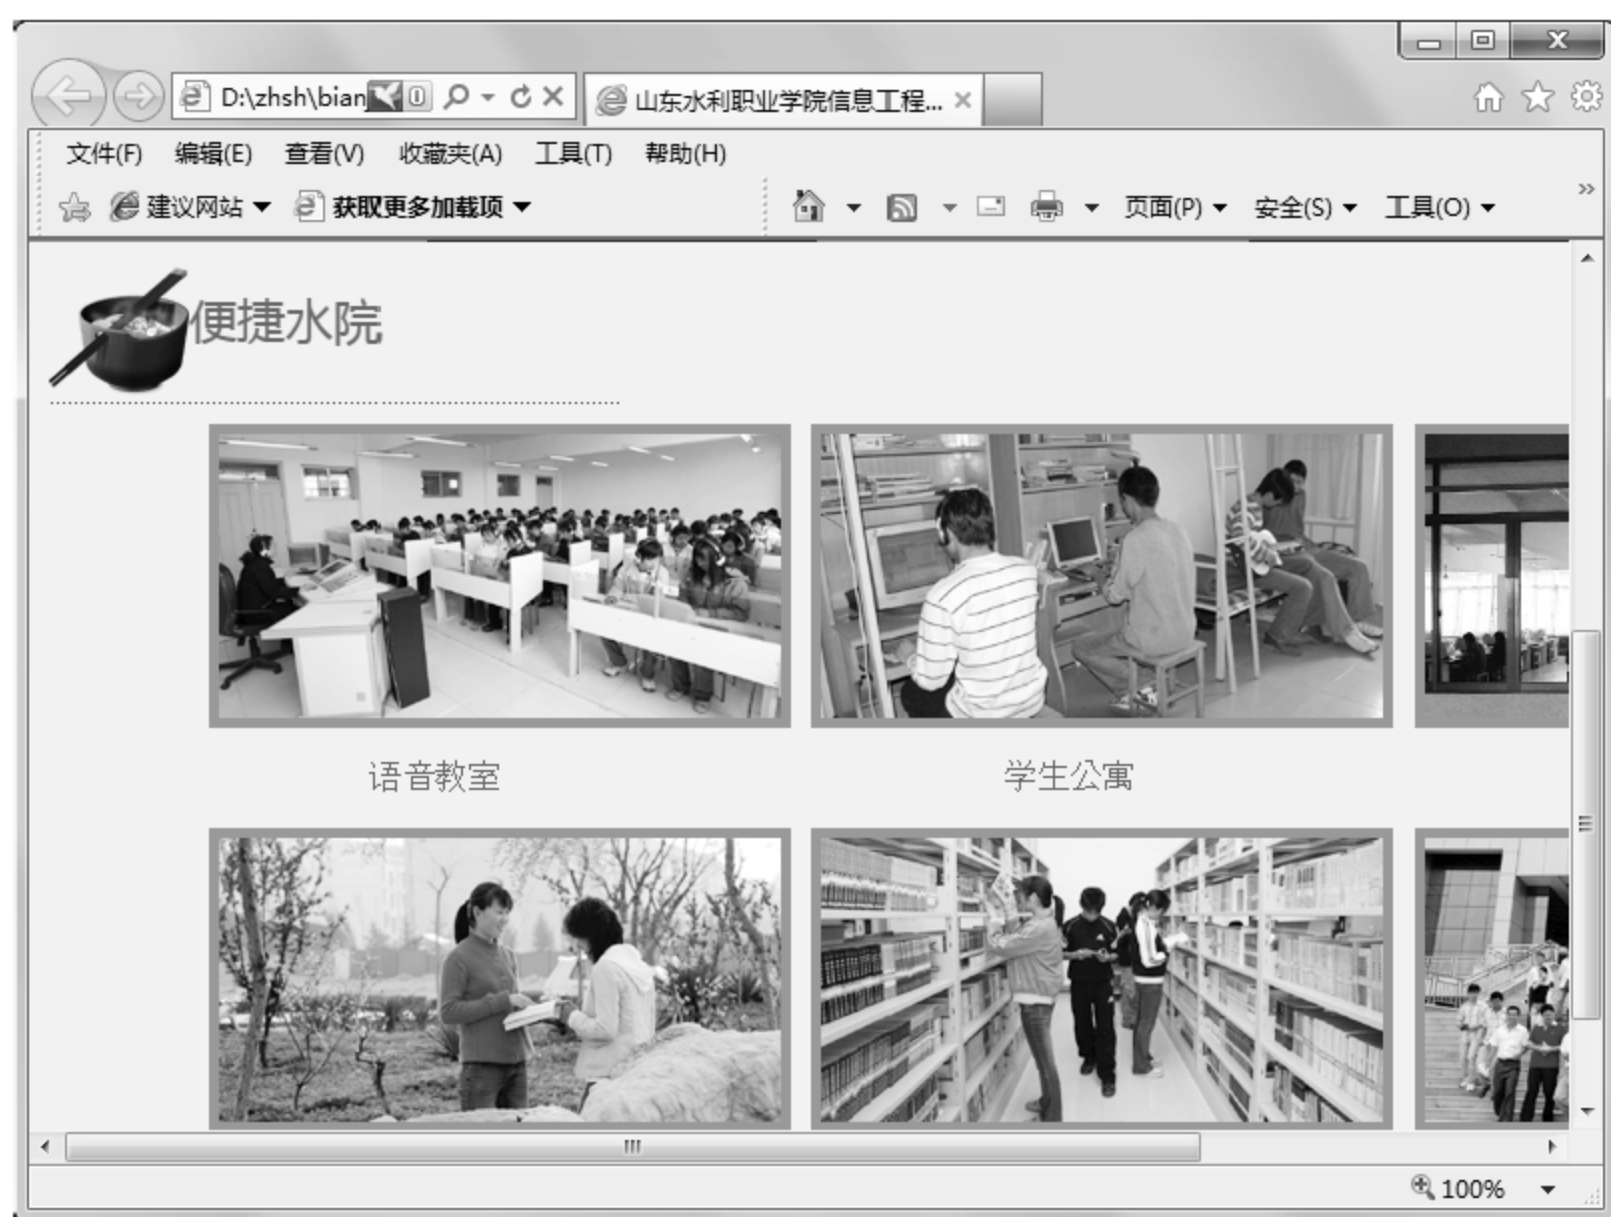 D:\zhsh\bian
山东水利职业学院信息工程...
文件(F) 编辑(E) 查看(V) 收藏夹(A) 工具(T) 帮助(H)
建议网站 获取更多加载项 页面(P) 安全(S) 工具(O)
便捷水院
语音教室 学生公寓
100%